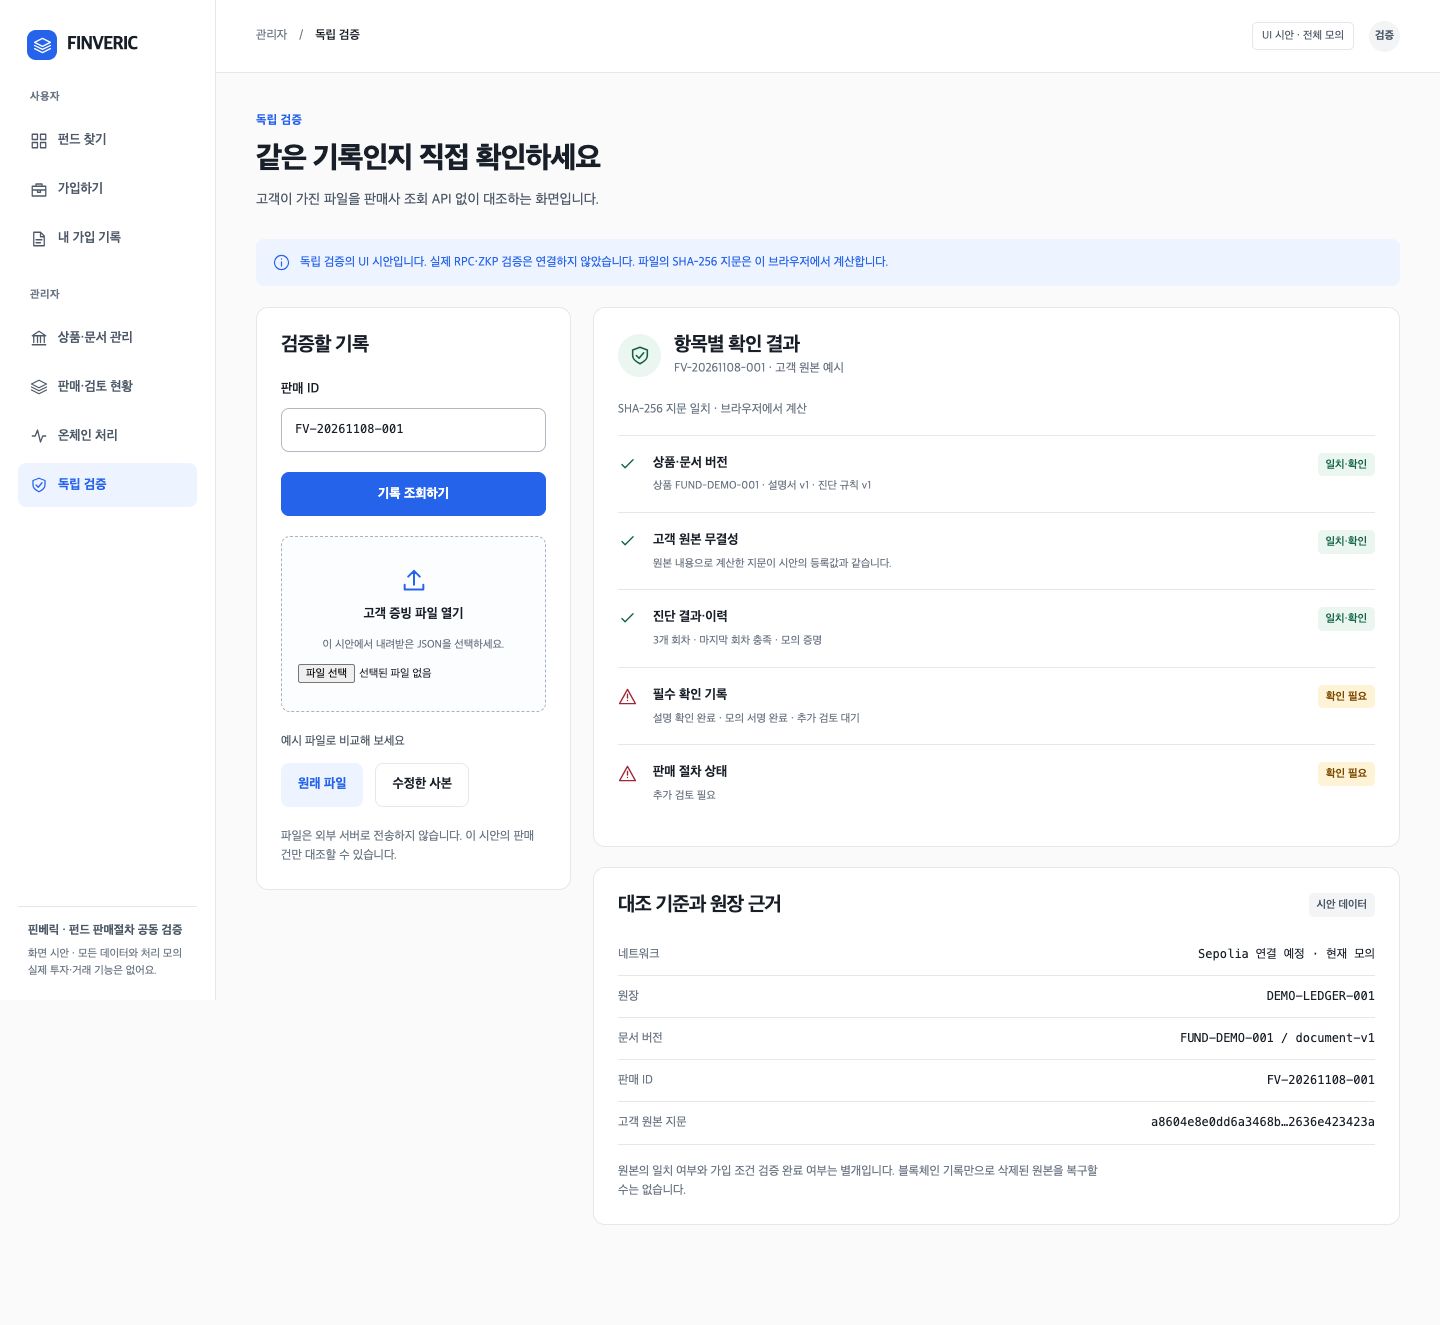 FINVERIC
사용자
펀드 찾기
가입하기
내 가입 기록
관리자
상품·문서 관리
판매·검토 현황
온체인 처리
독립 검증
핀베릭 · 펀드 판매절차 공동 검증
화면 시안 · 모든 데이터와 처리 모의
실제 투자·거래 기능은 없어요.
관리자 / 독립 검증
UI 시안 · 전체 모의
검증
독립 검증
같은 기록인지 직접 확인하세요
고객이 가진 파일을 판매사 조회 API 없이 대조하는 화면입니다.
독립 검증의 UI 시안입니다. 실제 RPC·ZKP 검증은 연결하지 않았습니다. 파일의 SHA-256 지문은 이 브라우저에서 계산합니다.
검증할 기록
판매 ID
FV-20261108-001
기록 조회하기
고객 증빙 파일 열기
이 시안에서 내려받은 JSON을 선택하세요.
파일 선택 선택된 파일 없음
예시 파일로 비교해 보세요
원래 파일
수정한 사본
파일은 외부 서버로 전송하지 않습니다. 이 시안의 판매
건만 대조할 수 있습니다.
항목별 확인 결과
FV-20261108-001 · 고객 원본 예시
SHA-256 지문 일치 · 브라우저에서 계산
상품·문서 버전
일치·확인
상품 FUND-DEMO-001 · 설명서 v1 · 진단 규칙 v1
고객 원본 무결성
일치·확인
원본 내용으로 계산한 지문이 시안의 등록값과 같습니다.
진단 결과·이력
일치·확인
3개 회차 · 마지막 회차 충족 · 모의 증명
필수 확인 기록
확인 필요
설명 확인 완료 · 모의 서명 완료 · 추가 검토 대기
판매 절차 상태
확인 필요
추가 검토 필요
대조 기준과 원장 근거
시안 데이터
네트워크
Sepolia 연결 예정 · 현재 모의
원장
DEMO-LEDGER-001
문서 버전
FUND-DEMO-001 / document-v1
판매 ID
FV-20261108-001
고객 원본 지문
a8604e8e0dd6a3468b…2636e423423a
원본의 일치 여부와 가입 조건 검증 완료 여부는 별개입니다. 블록체인 기록만으로 삭제된 원본을 복구할
수는 없습니다.